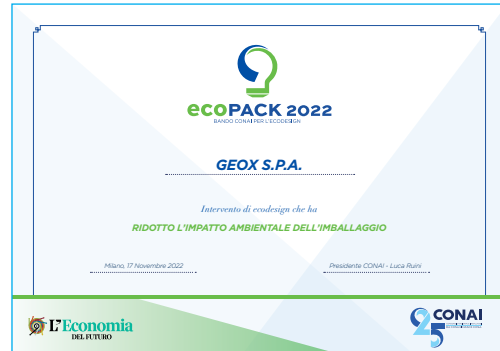 ecoPACK 2022
BANDO CONAI PER L'ECODESIGN
GEOX S.P.A.
Intervento di ecodesign che ha
RIDOTTO L'IMPATTO AMBIENTALE DELL'IMBALLAGGIO
Milano, 17 Novembre 2022
Presidente CONAI - Luca Ruini
L'Economia
DEL FUTURO
25
CONAI